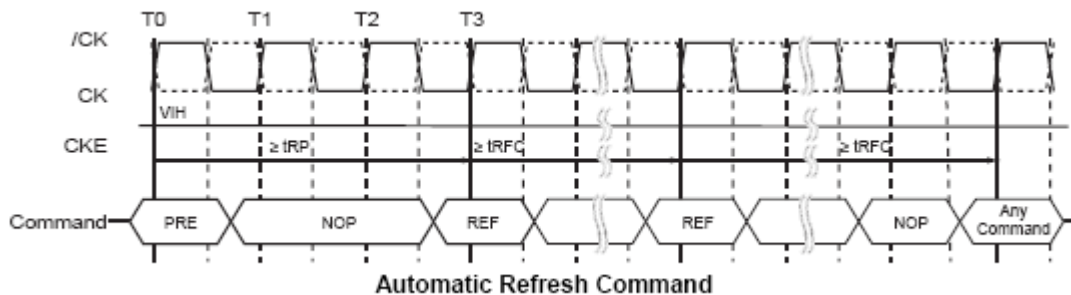 T0 T1 T2 T3
/CK
CK
VIH
CKE
≥ tRP ≥ tRFC ≥ tRFC
Command PRE NOP REF REF NOP Any
Command
Automatic Refresh Command